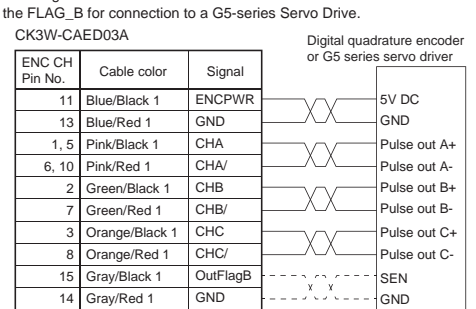 the FLAG_B for connection to a G5-series Servo Drive.
CK3W-CAED03A
Digital quadrature encoder
or G5 series servo driver
ENC CH
Pin No. Cable color Signal
11 Blue/Black 1 ENCPWR 5V DC
13 Blue/Red 1 GND GND
1, 5 Pink/Black 1 CHA Pulse out A+
6, 10 Pink/Red 1 CHA/ Pulse out A-
2 Green/Black 1 CHB Pulse out B+
7 Green/Red 1 CHB/ Pulse out B-
3 Orange/Black 1 CHC Pulse out C+
8 Orange/Red 1 CHC/ Pulse out C-
15 Gray/Black 1 OutFlagB SEN
14 Gray/Red 1 GND GND